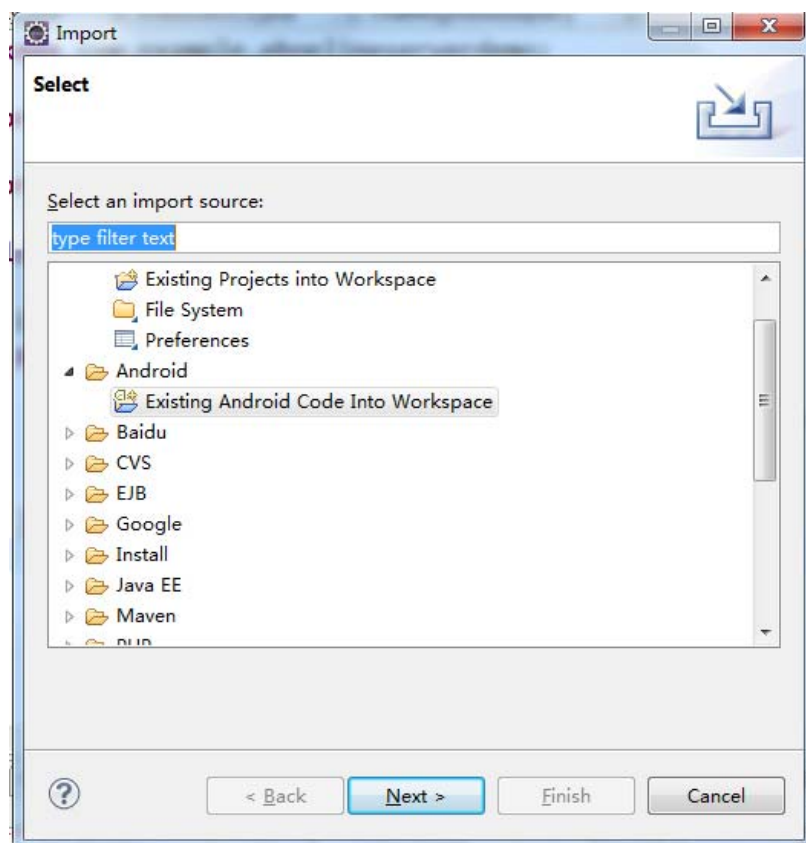 Import
Select
Select an import source:
type filter text
Existing Projects into Workspace
File System
Preferences
Android
Existing Android Code Into Workspace
Baidu
CVS
EJB
Google
Install
Java EE
Maven
< Back Next > Finish Cancel